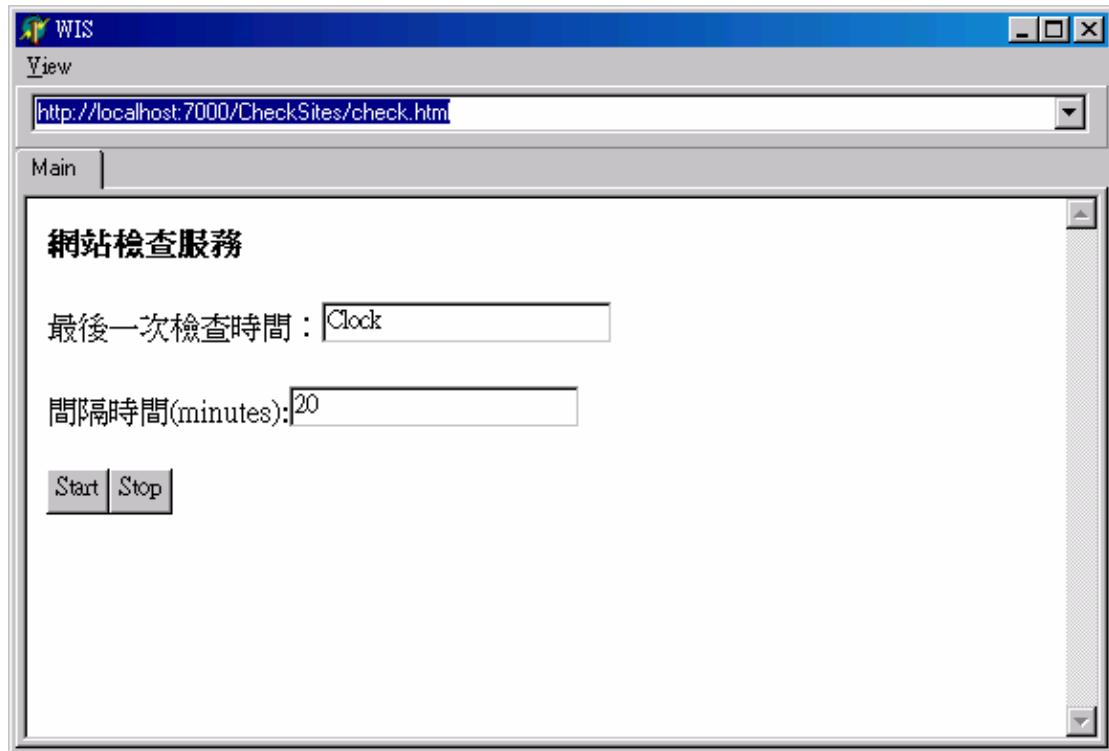 WIS
View
http://localhost:7000/CheckSites/check.html
Main
網站檢查服務
最後一次檢查時間：Clock
間隔時間(minutes):20
Start Stop